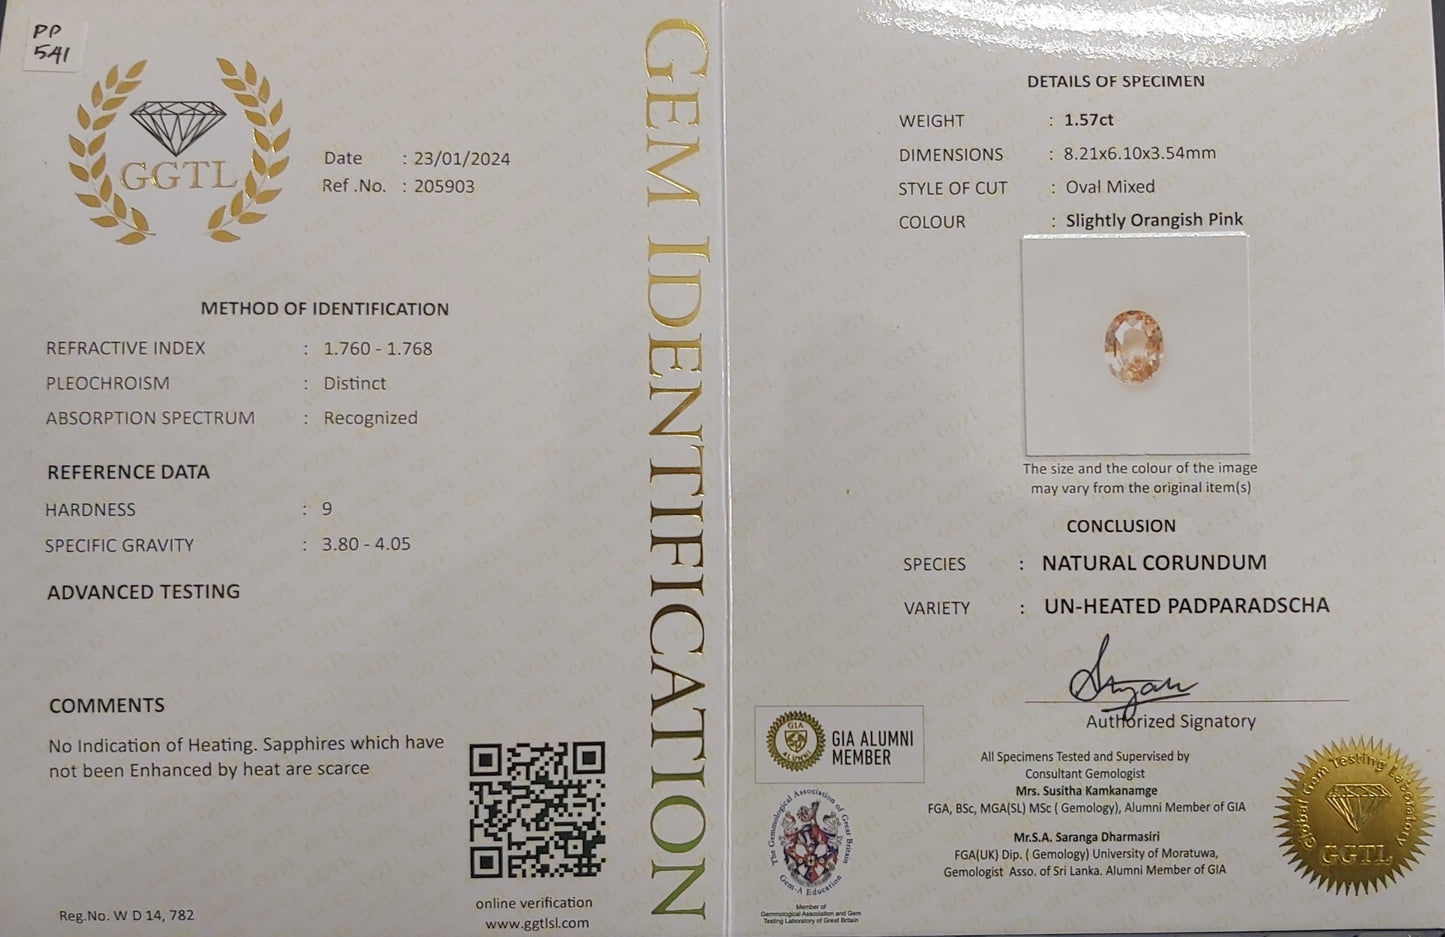 PP
541
GGTL
Date : 23/01/2024
Ref .No. : 205903
METHOD OF IDENTIFICATION
REFRACTIVE INDEX : 1.760 - 1.768
PLEOCHROISM : Distinct
ABSORPTION SPECTRUM : Recognized
REFERENCE DATA
HARDNESS : 9
SPECIFIC GRAVITY : 3.80 - 4.05
ADVANCED TESTING
COMMENTS
No Indication of Heating. Sapphires which have
not been Enhanced by heat are scarce
online verification
www.ggtlsl.com
Reg.No. W D 14, 782
GEM IDENTIFICATION
DETAILS OF SPECIMEN
WEIGHT : 1.57ct
DIMENSIONS : 8.21x6.10x3.54mm
STYLE OF CUT : Oval Mixed
COLOUR : Slightly Orangish Pink
The size and the colour of the image
may vary from the original item(s)
CONCLUSION
SPECIES : NATURAL CORUNDUM
VARIETY : UN-HEATED PADPARADSCHA
Authorized Signatory
GIA
ALUMNI
GIA ALUMNI
MEMBER
The Gemmological Association of Great Britain
Gem-A Education
Member of
Gemmological Association and Gem
Testing Laboratory of Great Britain
All Specimens Tested and Supervised by
Consultant Gemologist
Mrs. Susitha Kamkanamge
FGA, BSc, MGA(SL) MSc ( Gemology), Alumni Member of GIA
Mr.S.A. Saranga Dharmasiri
FGA(UK) Dip. ( Gemology) University of Moratuwa,
Gemologist Asso. of Sri Lanka. Alumni Member of GIA
Global Gem Testing Laboratory
GGTL